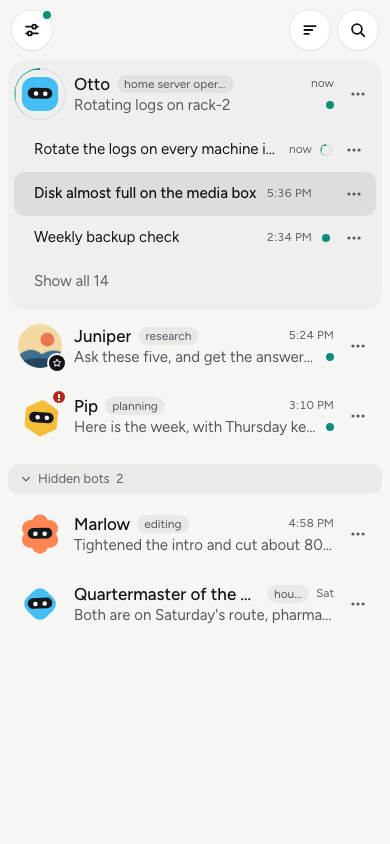 Otto home server oper... now
Rotating logs on rack-2
Rotate the logs on every machine i... now
Disk almost full on the media box 5:36 PM
Weekly backup check 2:34 PM
Show all 14
Juniper research 5:24 PM
Ask these five, and get the answer...
Pip planning 3:10 PM
Here is the week, with Thursday ke...
Hidden bots 2
Marlow editing 4:58 PM
Tightened the intro and cut about 80...
Quartermaster of the ... hou... Sat
Both are on Saturday's route, pharma...